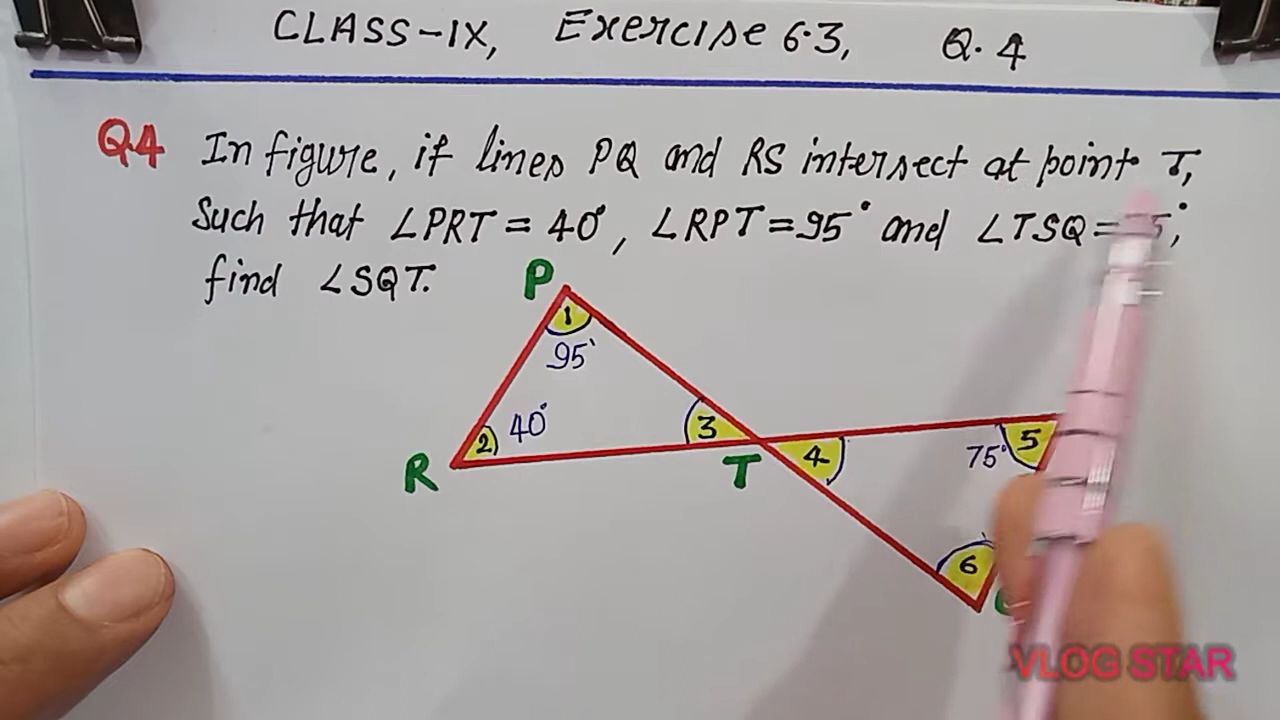 CLASS-IX, Exercise 6.3, Q.4
Q4 In figure, if lines PQ and RS intersect at point T,
Such that ∠PRT = 40°, ∠RPT = 95° and ∠TSQ = 5°,
find ∠SQT.
P
1
95°
2 40°
3
R
T
4
75° 5
6
VLOG STAR